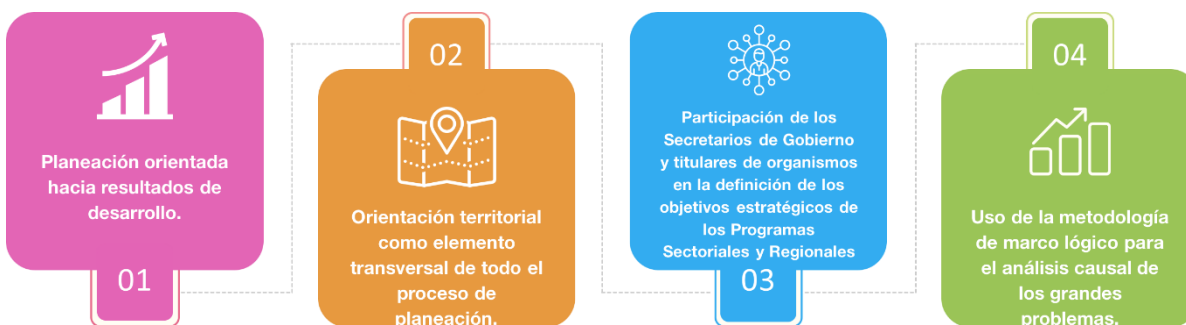 Planeación orientada
hacia resultados de
desarrollo.
01
02
Orientación territorial
como elemento
transversal de todo el
proceso de
planeación.
Participación de los
Secretarios de Gobierno
y titulares de organismos
en la definición de los
objetivos estratégicos de
los Programas
Sectoriales y Regionales
03
04
Uso de la metodología
de marco lógico para
el análisis causal de
los grandes
problemas.